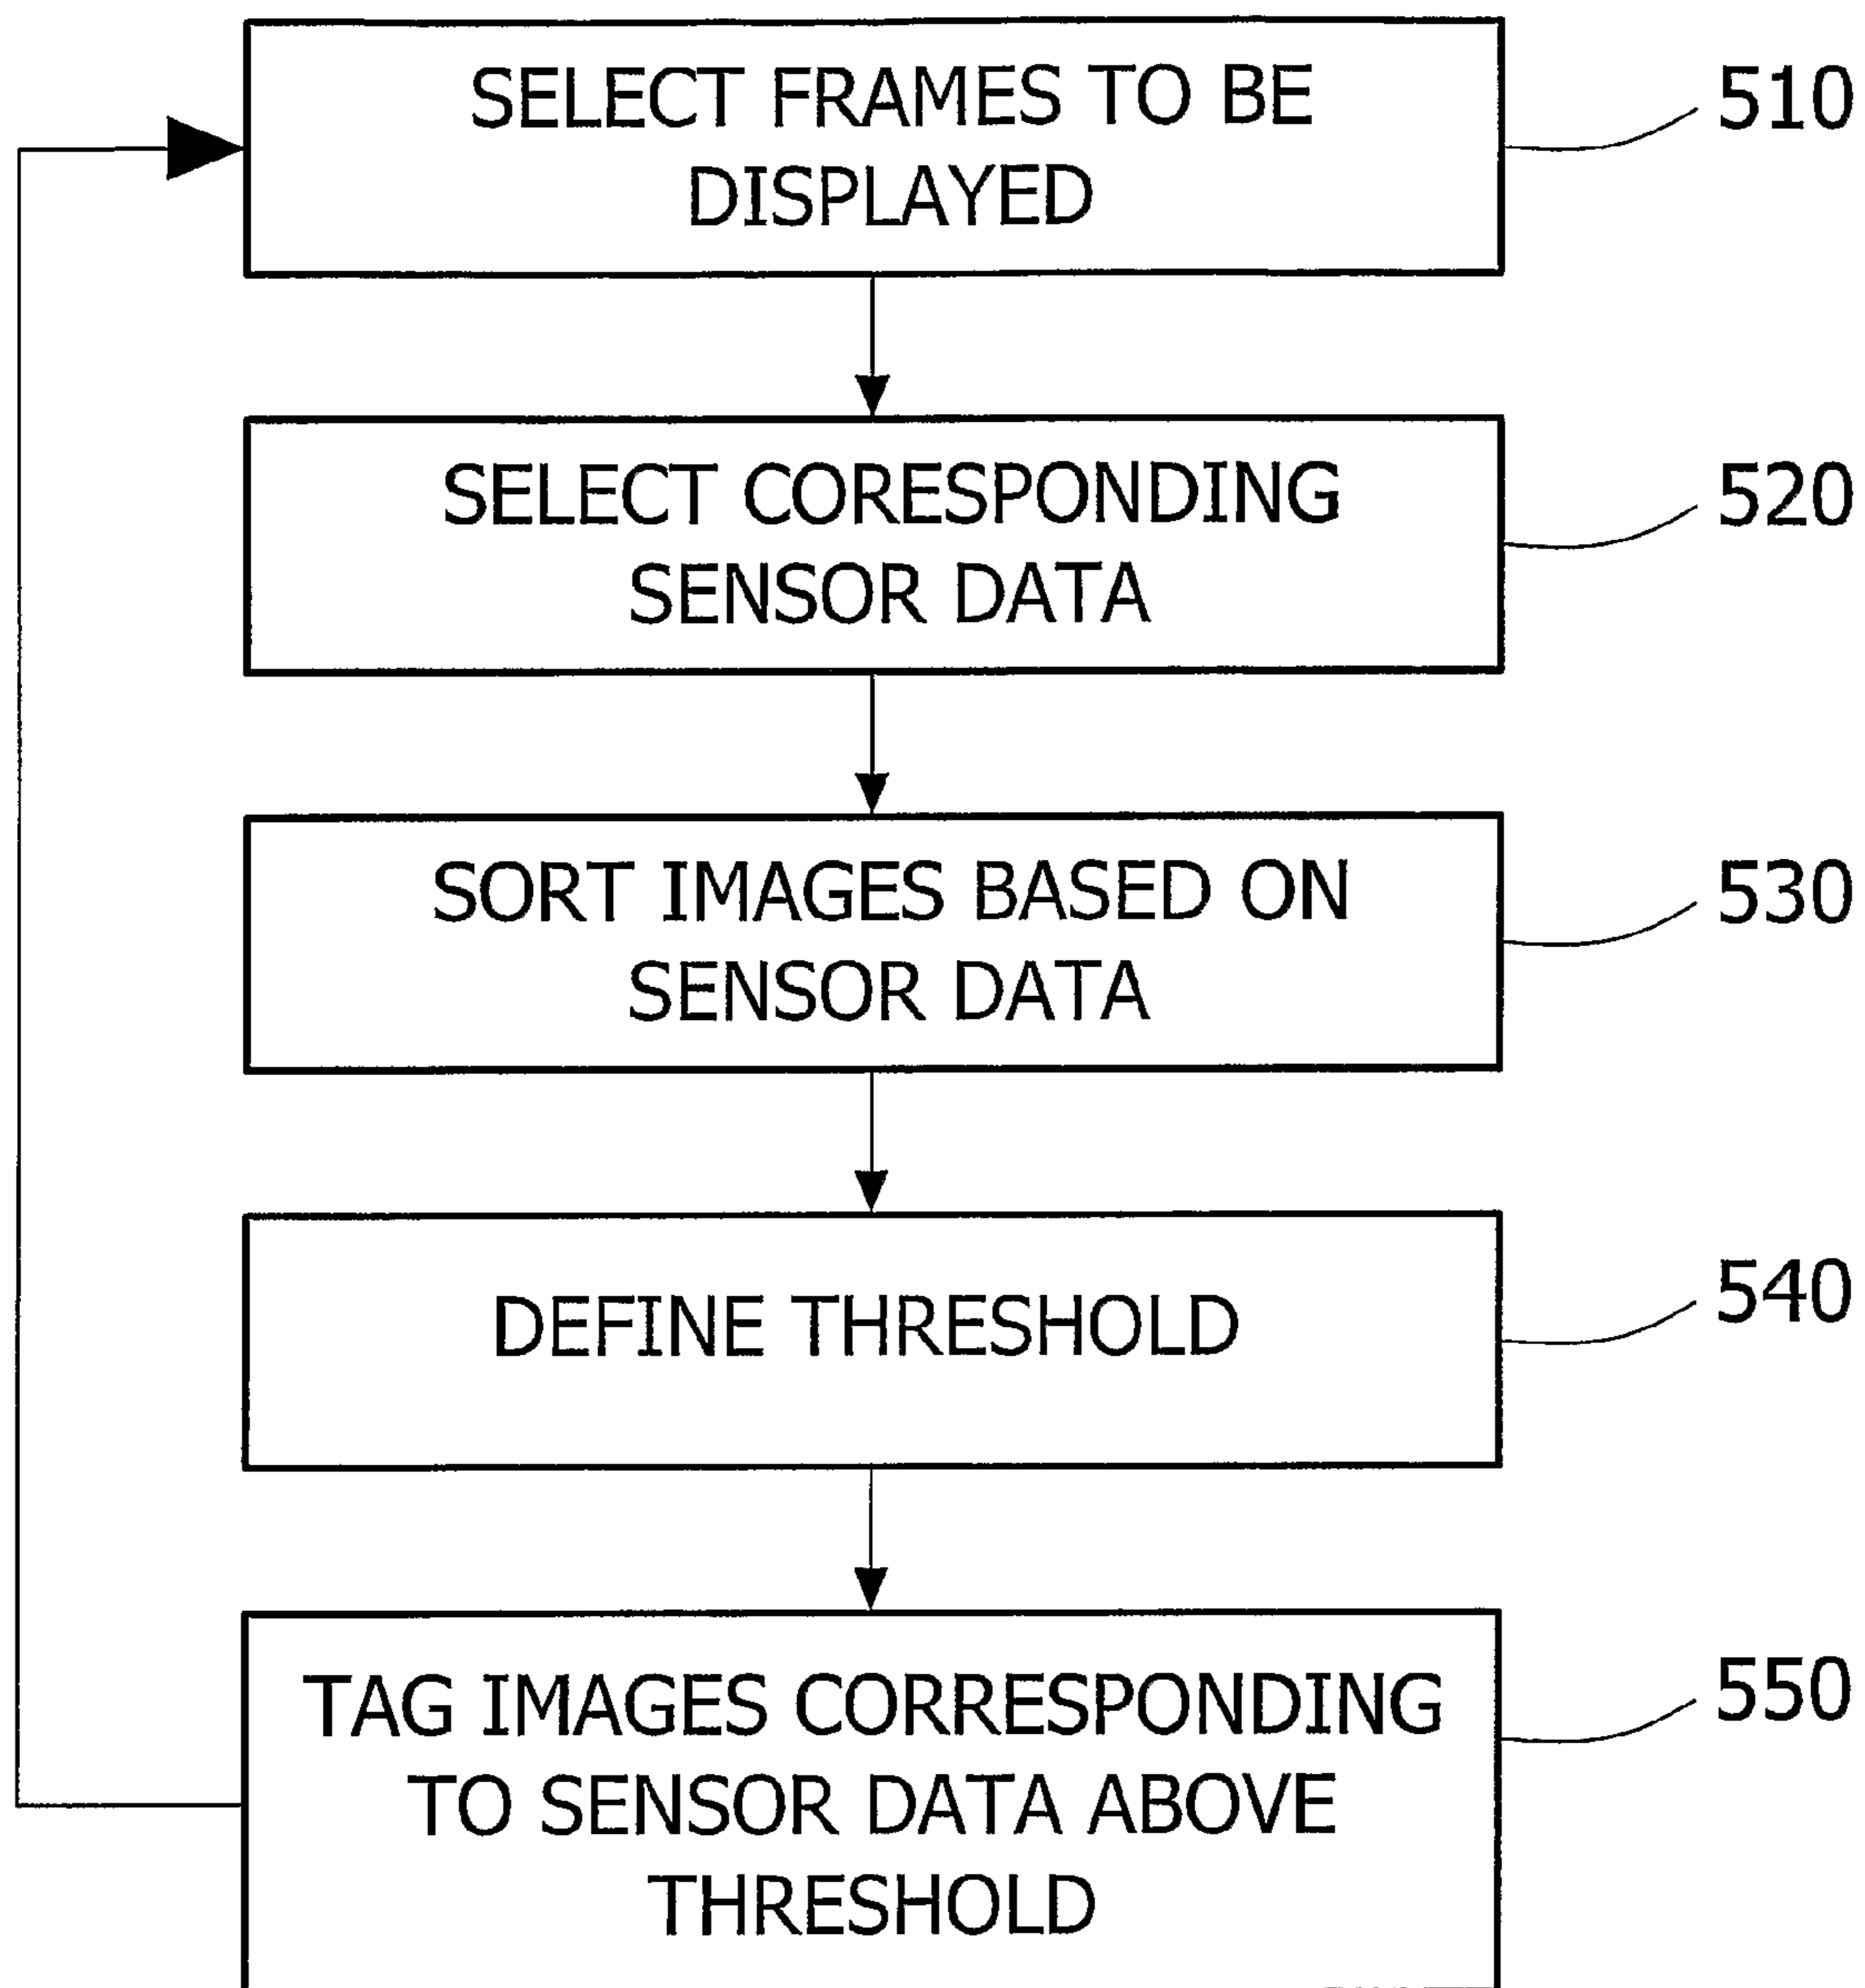 SELECT FRAMES TO BE
DISPLAYED
510
SELECT CORESPONDING
SENSOR DATA
520
SORT IMAGES BASED ON
SENSOR DATA
530
DEFINE THRESHOLD
540
TAG IMAGES CORRESPONDING
TO SENSOR DATA ABOVE
THRESHOLD
550